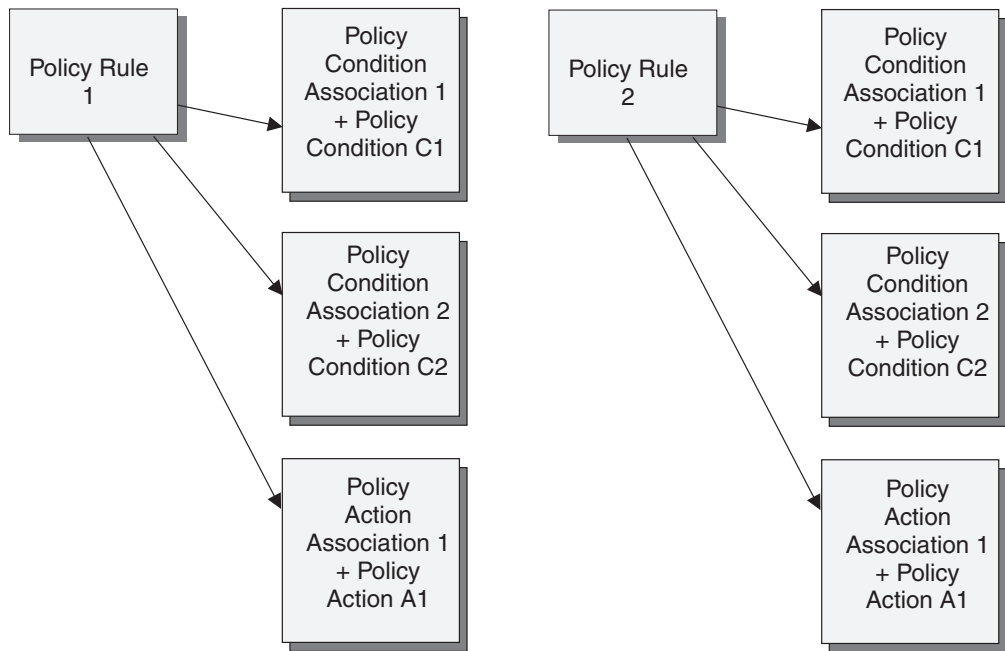 Policy Rule
1
Policy
Condition
Association 1
+ Policy
Condition C1
Policy
Condition
Association 2
+ Policy
Condition C2
Policy
Action
Association 1
+ Policy
Action A1
Policy Rule
2
Policy
Condition
Association 1
+ Policy
Condition C1
Policy
Condition
Association 2
+ Policy
Condition C2
Policy
Action
Association 1
+ Policy
Action A1